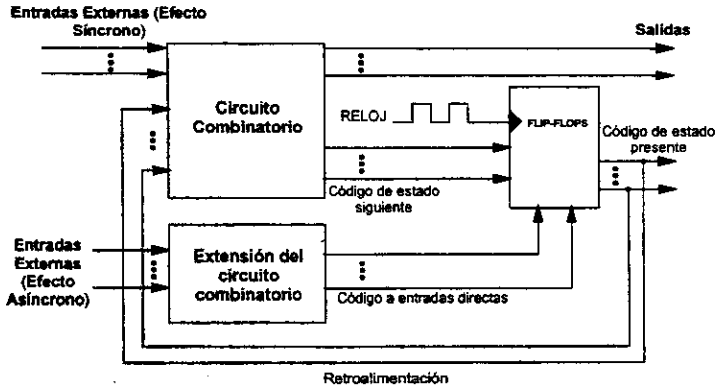 Entradas Externas (Efecto
Síncrono)
Salidas
Circuito
Combinatorio
RELOJ
FLIP-FLOPS
Código de estado
presente
Código de estado
siguiente
Entradas
Externas
(Efecto
Asíncrono)
Extensión del
circuito
combinatorio
Código a entradas directas
Retroalimentación